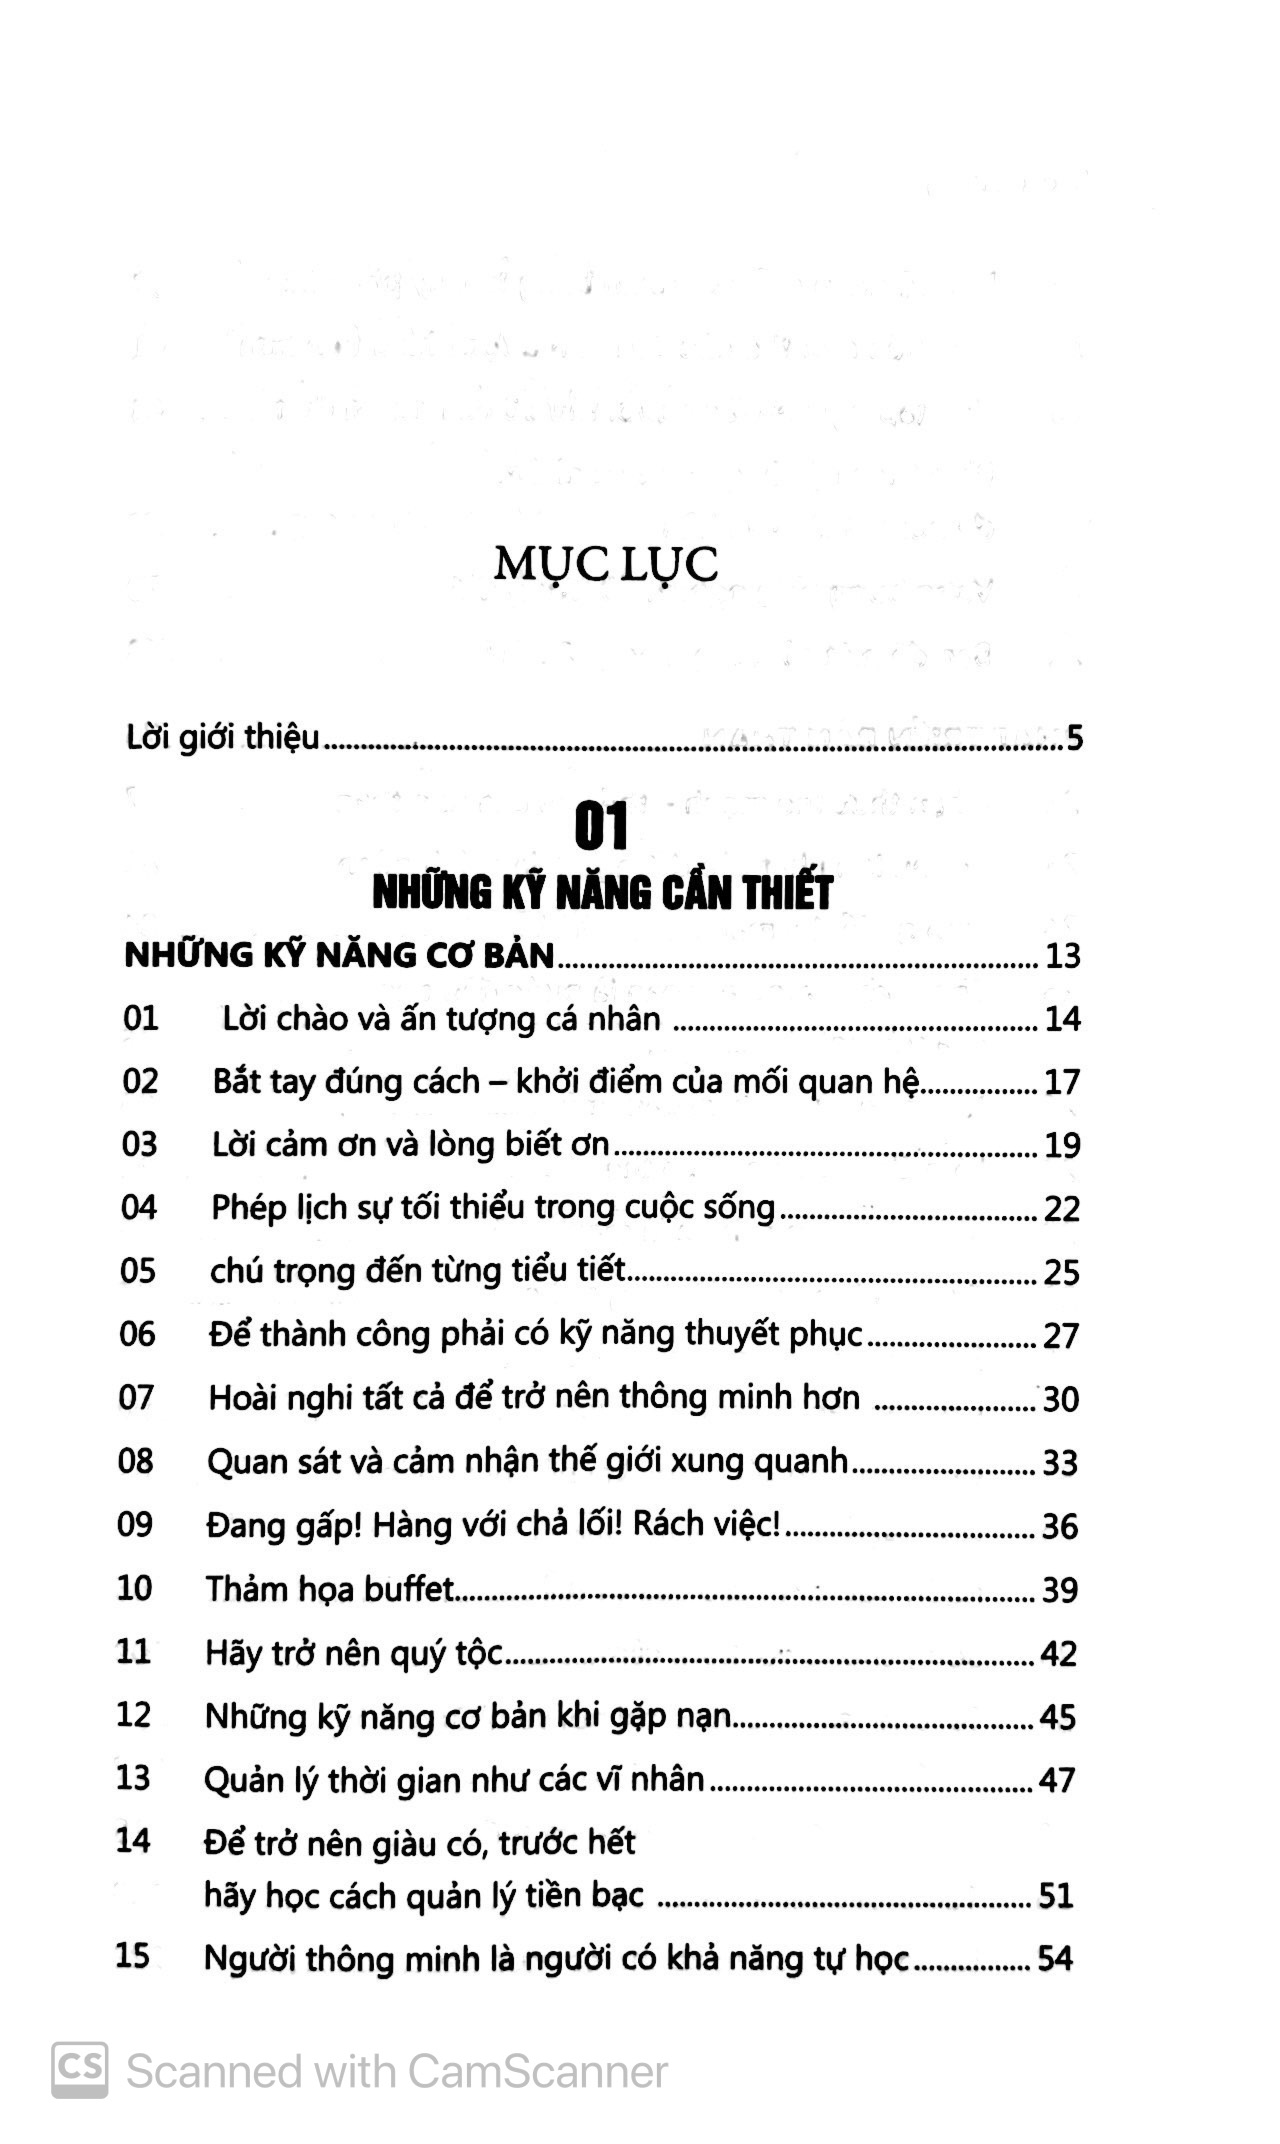 MỤC LỤC
Lời giới thiệu........................................5
01
NHỮNG KỸ NĂNG CẦN THIẾT
NHỮNG KỸ NĂNG CƠ BẢN........................................ 13
01 Lời chào và ấn tượng cá nhân ........................................ 14
02 Bắt tay đúng cách – khởi điểm của mối quan hệ................ 17
03 Lời cảm ơn và lòng biết ơn........................................ 19
04 Phép lịch sự tối thiểu trong cuộc sống................................ 22
05 chú trọng đến từng tiểu tiết........................................ 25
06 Để thành công phải có kỹ năng thuyết phục....................... 27
07 Hoài nghi tất cả để trở nên thông minh hơn ...................... 30
08 Quan sát và cảm nhận thế giới xung quanh......................... 33
09 Đang gấp! Hàng với chả lối! Rách việc!.................................. 36
10 Thảm họa buffet........................................ 39
11 Hãy trở nên quý tộc........................................ 42
12 Những kỹ năng cơ bản khi gặp nạn........................................ 45
13 Quản lý thời gian như các vĩ nhân........................................ 47
14 Để trở nên giàu có, trước hết
hãy học cách quản lý tiền bạc ........................................ 51
15 Người thông minh là người có khả năng tự học................ 54
CS Scanned with CamScanner